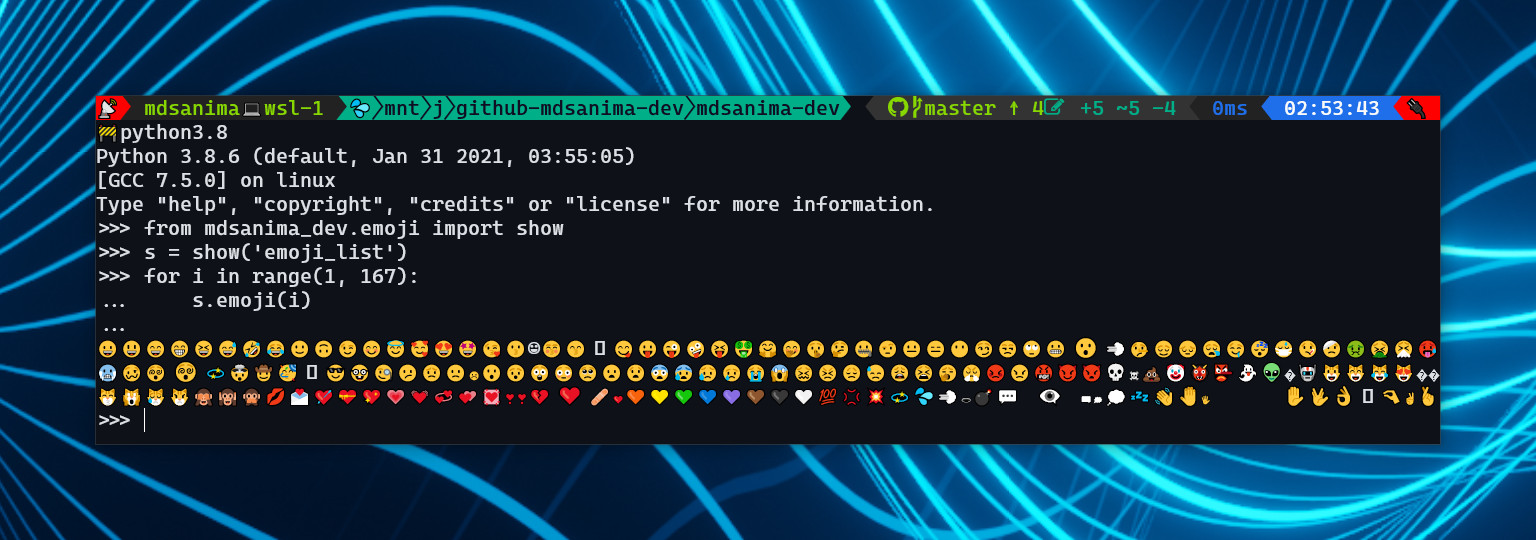 mdsanima 💻 wsl-1 💦 mnt j github-mdsanima-dev mdsanima-dev master ↑ 4 +5 ~5 -4 0ms 02:53:43
🚧python3.8
Python 3.8.6 (default, Jan 31 2021, 03:55:05)
[GCC 7.5.0] on linux
Type "help", "copyright", "credits" or "license" for more information.
>>> from mdsanima_dev.emoji import show
>>> s = show('emoji_list')
>>> for i in range(1, 167):
...     s.emoji(i)
...
>>>